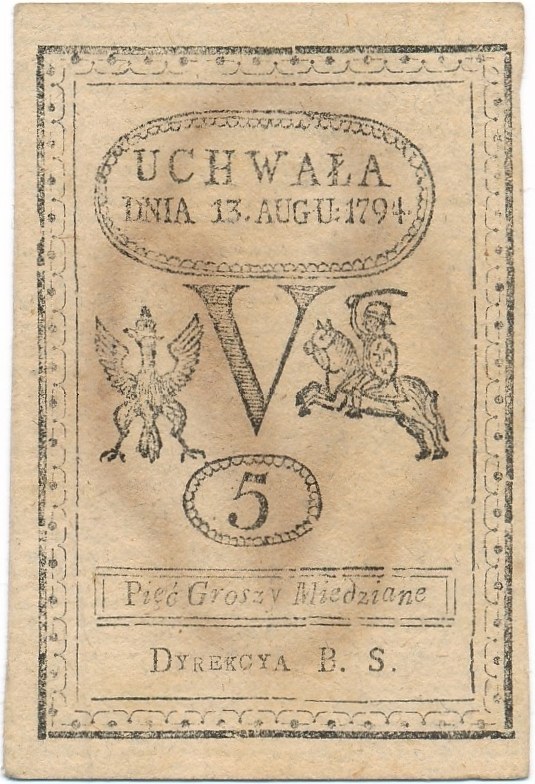 UCHWAŁA
DNIA 13. AUGU: 1794.
V
5
Pięć Groszy Miedziane
DYREKCYA B. S.